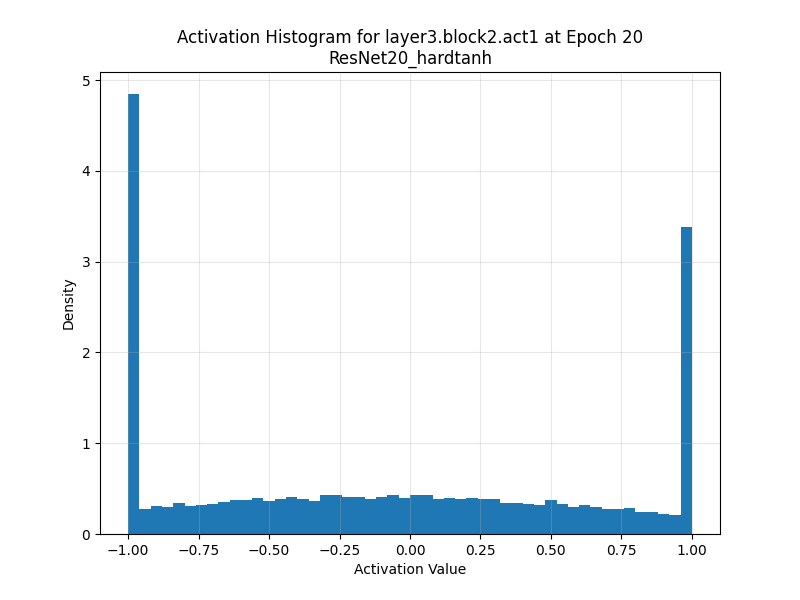 Activation Histogram for layer3.block2.act1 at Epoch 20
ResNet20_hardtanh
Density
5
4
3
2
1
0
−1.00 −0.75 −0.50 −0.25 0.00 0.25 0.50 0.75 1.00
Activation Value